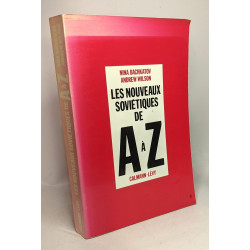 NINA BACHKATOV
ANDREW WILSON
LES NOUVEAUX
SOVIÉTIQUES
DE
A
À
Z
CALMANN-LÉVY